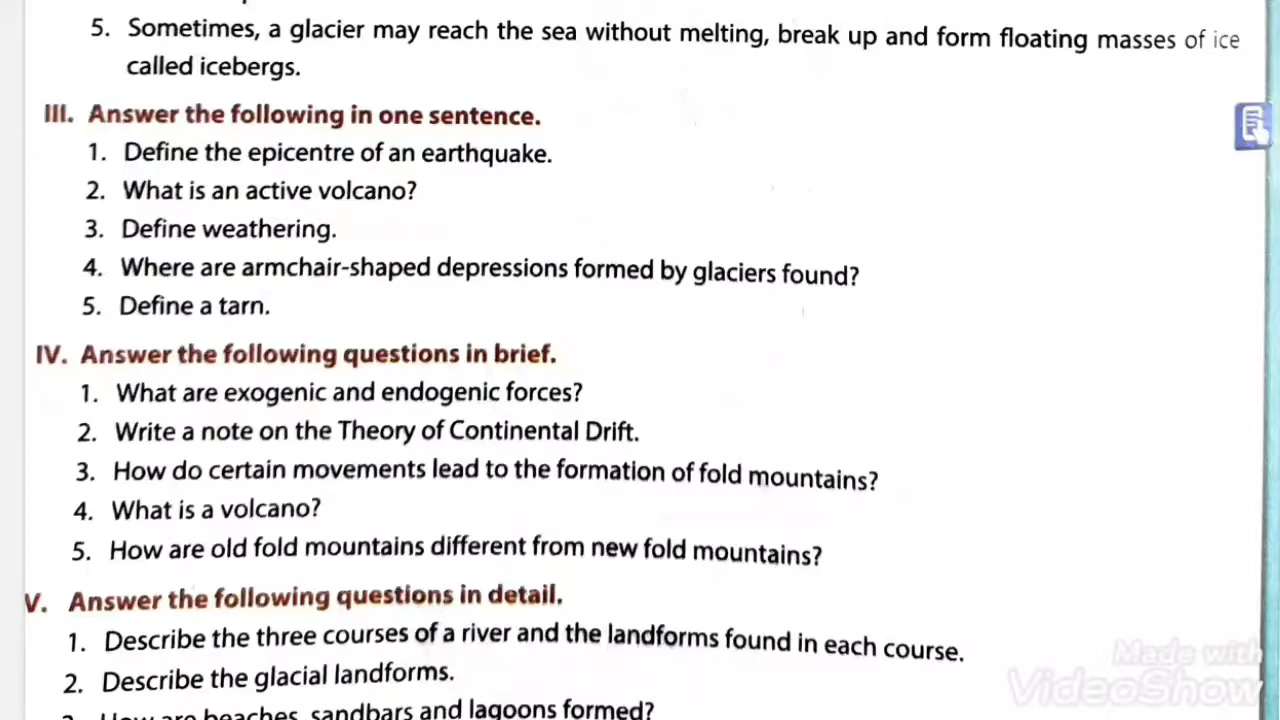 5. Sometimes, a glacier may reach the sea without melting, break up and form floating masses of ice
called icebergs.
III. Answer the following in one sentence.
1. Define the epicentre of an earthquake.
2. What is an active volcano?
3. Define weathering.
4. Where are armchair-shaped depressions formed by glaciers found?
5. Define a tarn.
IV. Answer the following questions in brief.
1. What are exogenic and endogenic forces?
2. Write a note on the Theory of Continental Drift.
3. How do certain movements lead to the formation of fold mountains?
4. What is a volcano?
5. How are old fold mountains different from new fold mountains?
V. Answer the following questions in detail.
1. Describe the three courses of a river and the landforms found in each course.
2. Describe the glacial landforms.
3. How are beaches, sandbars and lagoons formed?
Made with
VideoShow